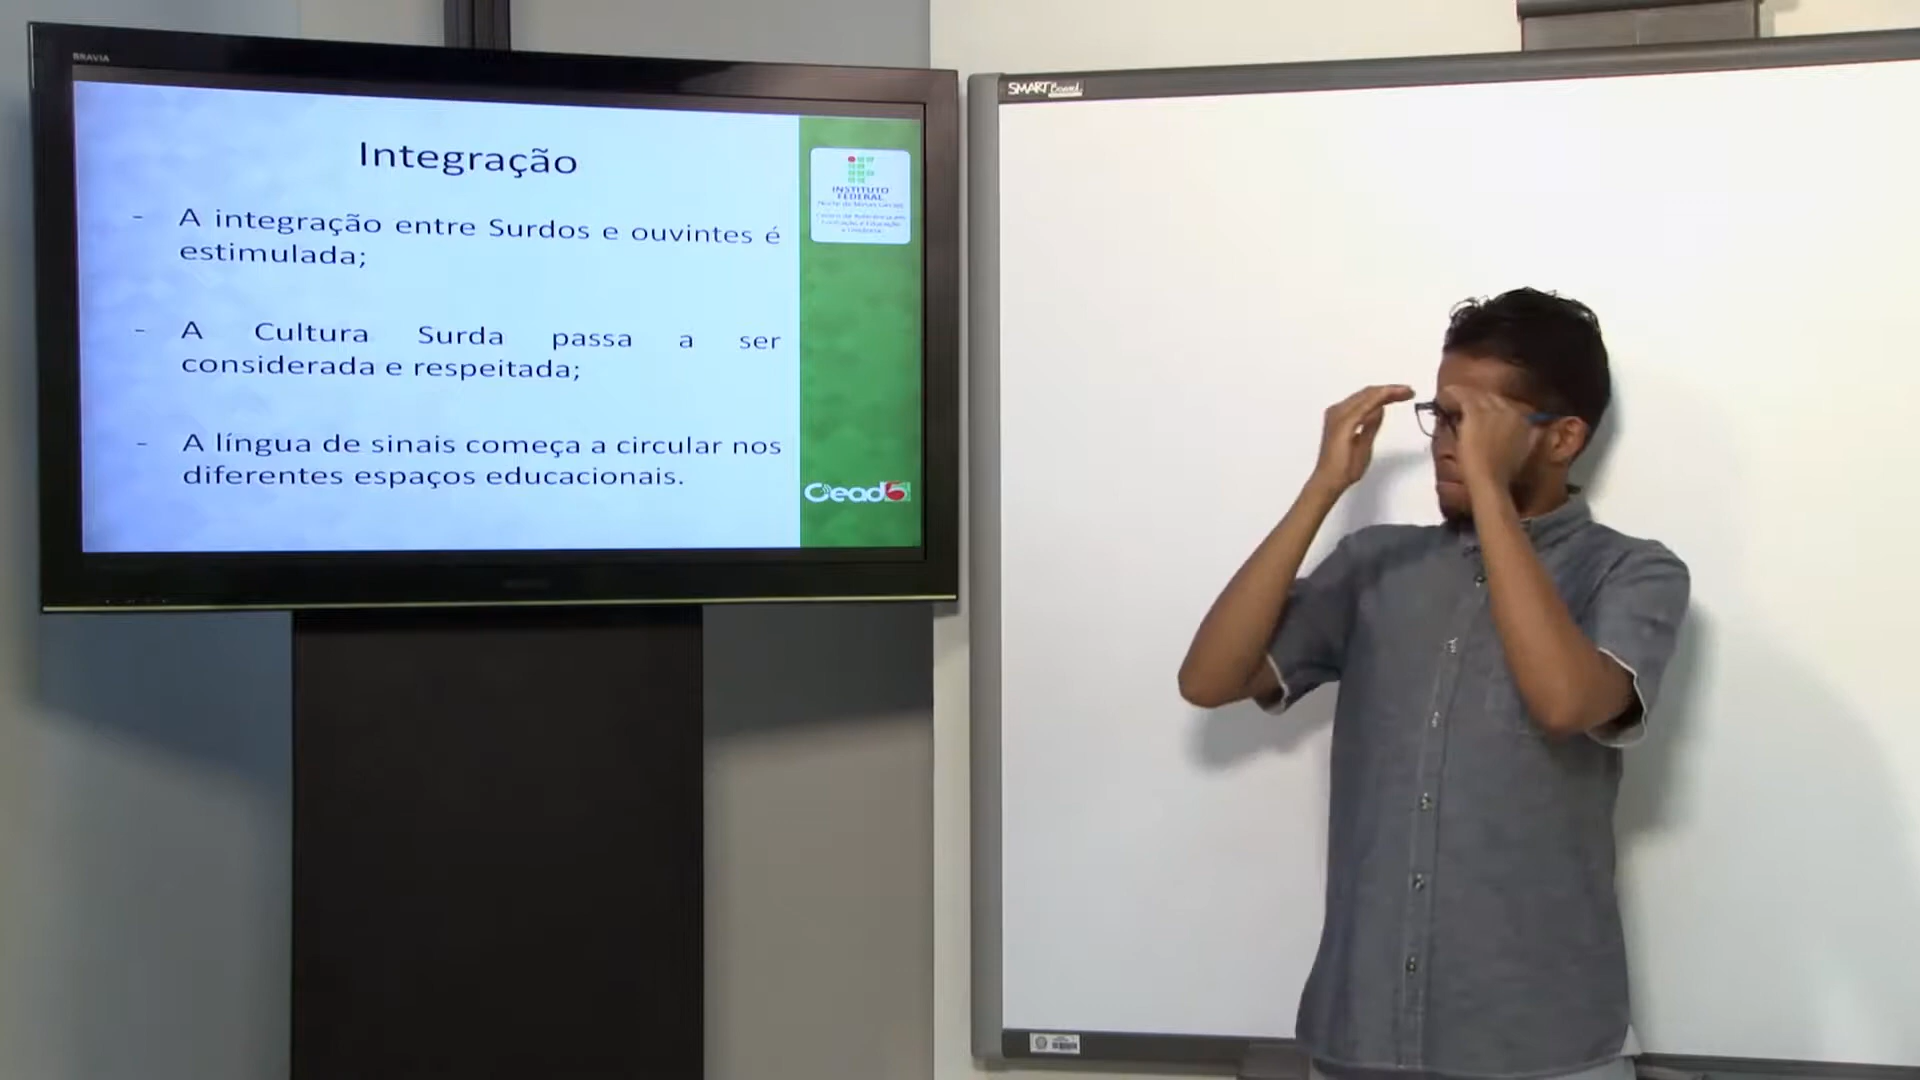 BRAVIA
SMART Board
Integração
- A integração entre Surdos e ouvintes é
estimulada;
- A Cultura Surda passa a ser
considerada e respeitada;
- A língua de sinais começa a circular nos
diferentes espaços educacionais.
INSTITUTO
FEDERAL
Norte de Minas Gerais
Cead